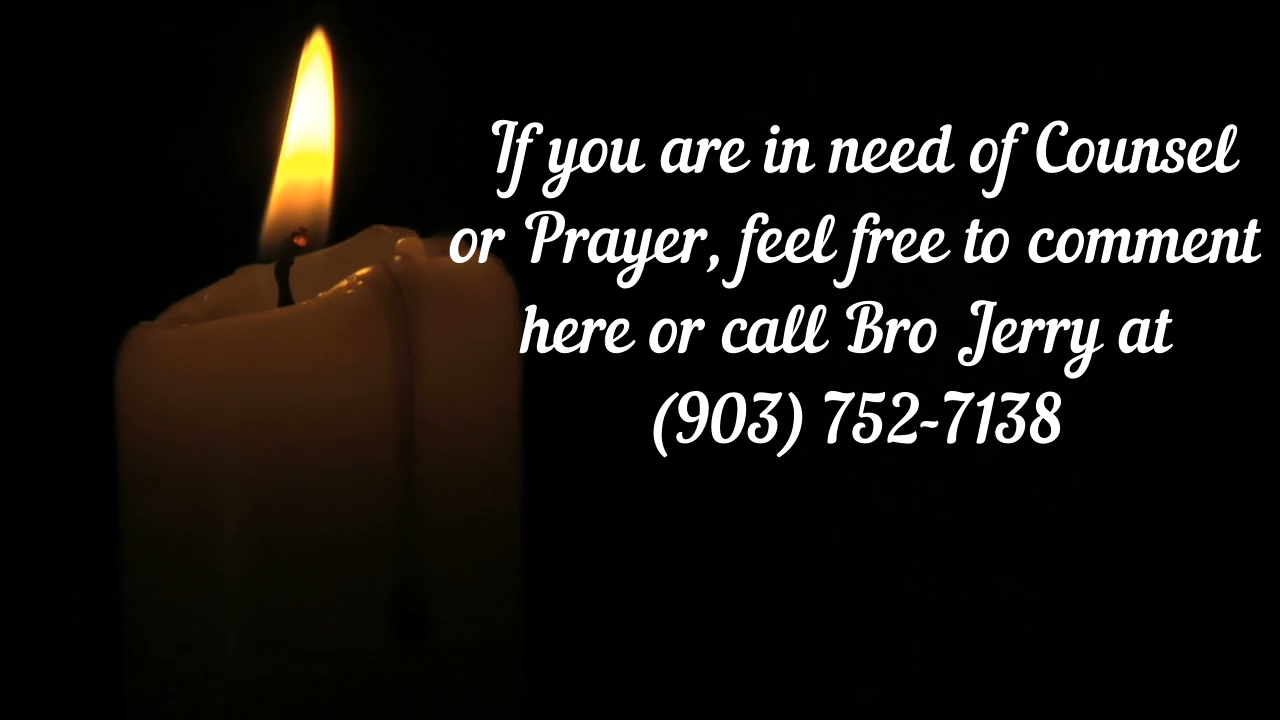 If you are in need of Counsel
or Prayer, feel free to comment
here or call Bro Jerry at
(903) 752-7138